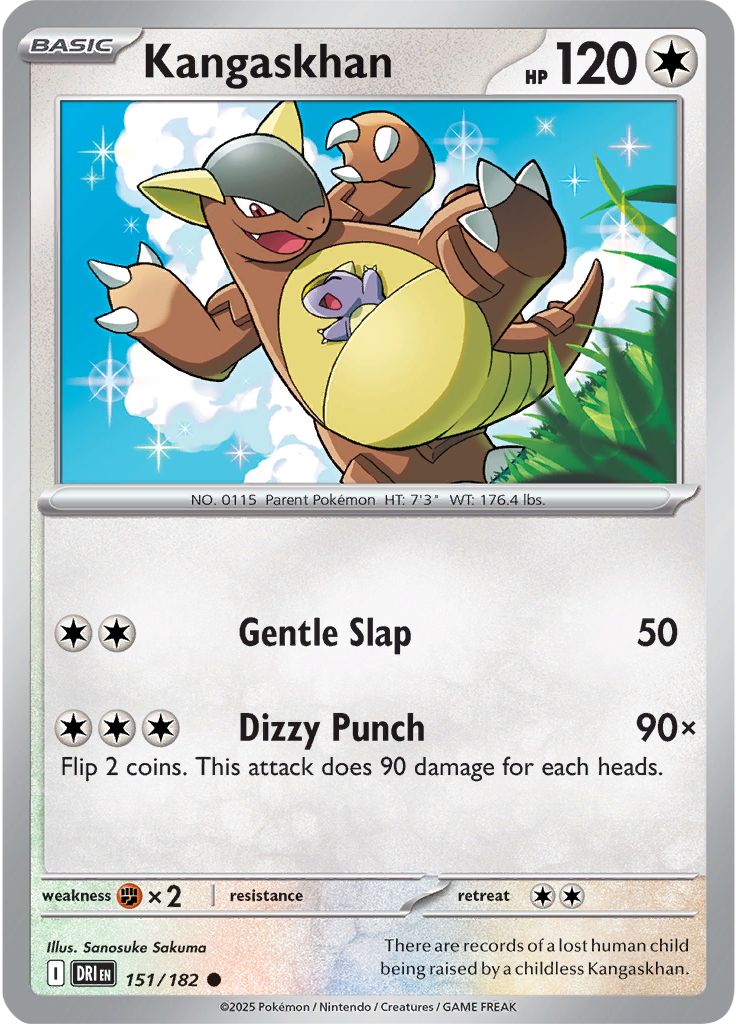 BASIC
Kangaskhan
HP 120
NO. 0115 Parent Pokémon HT: 7'3" WT: 176.4 lbs.
Gentle Slap 50
Dizzy Punch 90×
Flip 2 coins. This attack does 90 damage for each heads.
weakness ×2 resistance retreat
Illus. Sanosuke Sakuma
I DRI EN 151/182
There are records of a lost human child
being raised by a childless Kangaskhan.
©2025 Pokémon / Nintendo / Creatures / GAME FREAK